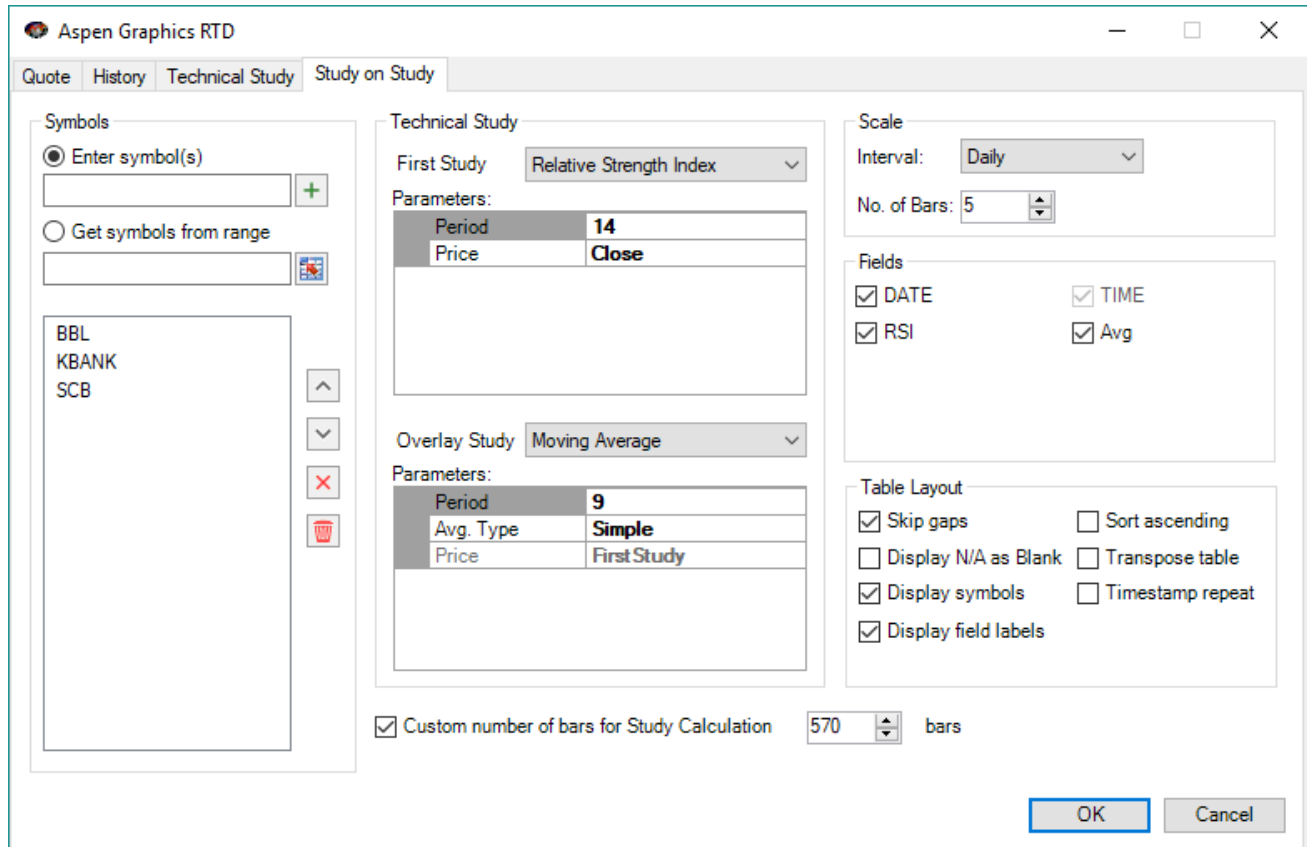 Aspen Graphics RTD
Quote History Technical Study Study on Study
Symbols
Enter symbol(s)
Get symbols from range
BBL
KBANK
SCB
Technical Study
First Study Relative Strength Index
Parameters:
Period 14
Price Close
Overlay Study Moving Average
Parameters:
Period 9
Avg. Type Simple
Price FirstStudy
Custom number of bars for Study Calculation 570 bars
Scale
Interval: Daily
No. of Bars: 5
Fields
DATE TIME
RSI Avg
Table Layout
Skip gaps Sort ascending
Display N/A as Blank Transpose table
Display symbols Timestamp repeat
Display field labels
OK Cancel